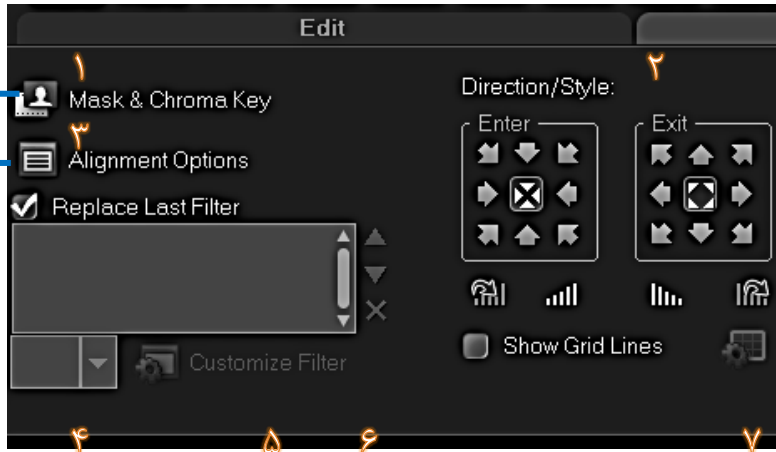 Edit
۱
۲
Mask & Chroma Key
Direction/Style:
۳
Enter
Exit
Alignment Options
Replace Last Filter
Show Grid Lines
Customize Filter
۴
۵
۶
۷